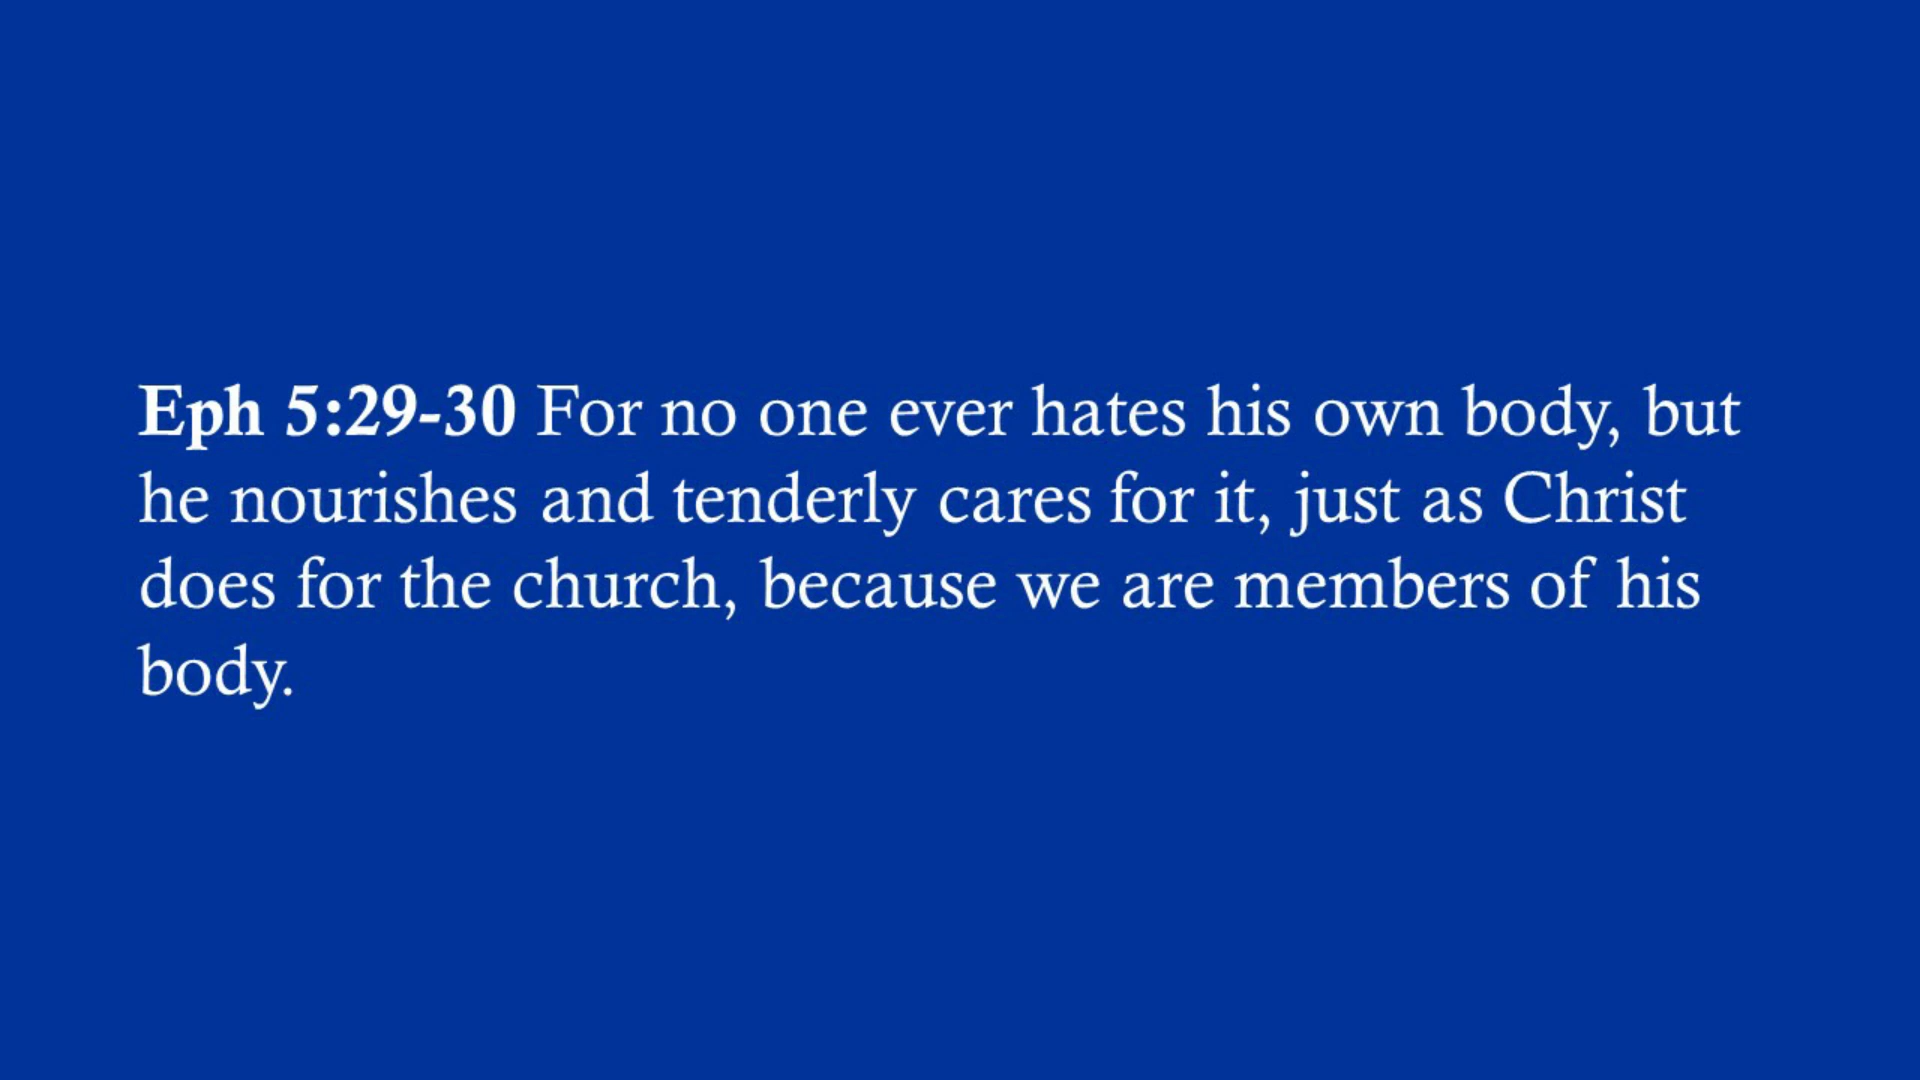 Eph 5:29-30 For no one ever hates his own body, but
he nourishes and tenderly cares for it, just as Christ
does for the church, because we are members of his
body.